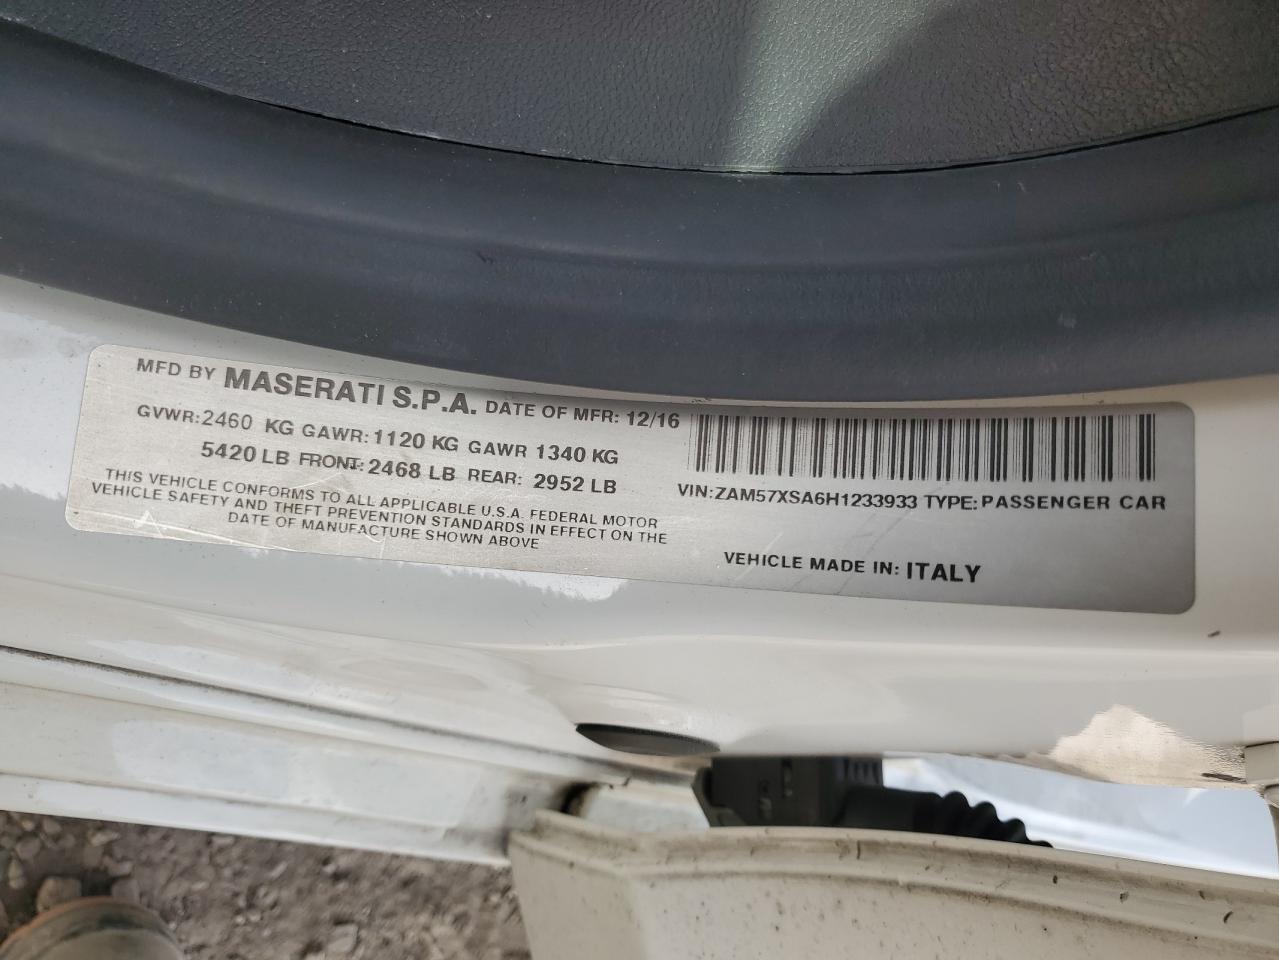 MFD BY MASERATI S.P.A. DATE OF MFR: 12/16
GVWR:2460 KG GAWR:1120 KG GAWR 1340 KG
5420 LB FRONT:2468 LB REAR: 2952 LB
THIS VEHICLE CONFORMS TO ALL APPLICABLE U.S.A. FEDERAL MOTOR
VEHICLE SAFETY AND THEFT PREVENTION STANDARDS IN EFFECT ON THE
DATE OF MANUFACTURE SHOWN ABOVE
VIN:ZAM57XSA6H1233933 TYPE: PASSENGER CAR
VEHICLE MADE IN: ITALY